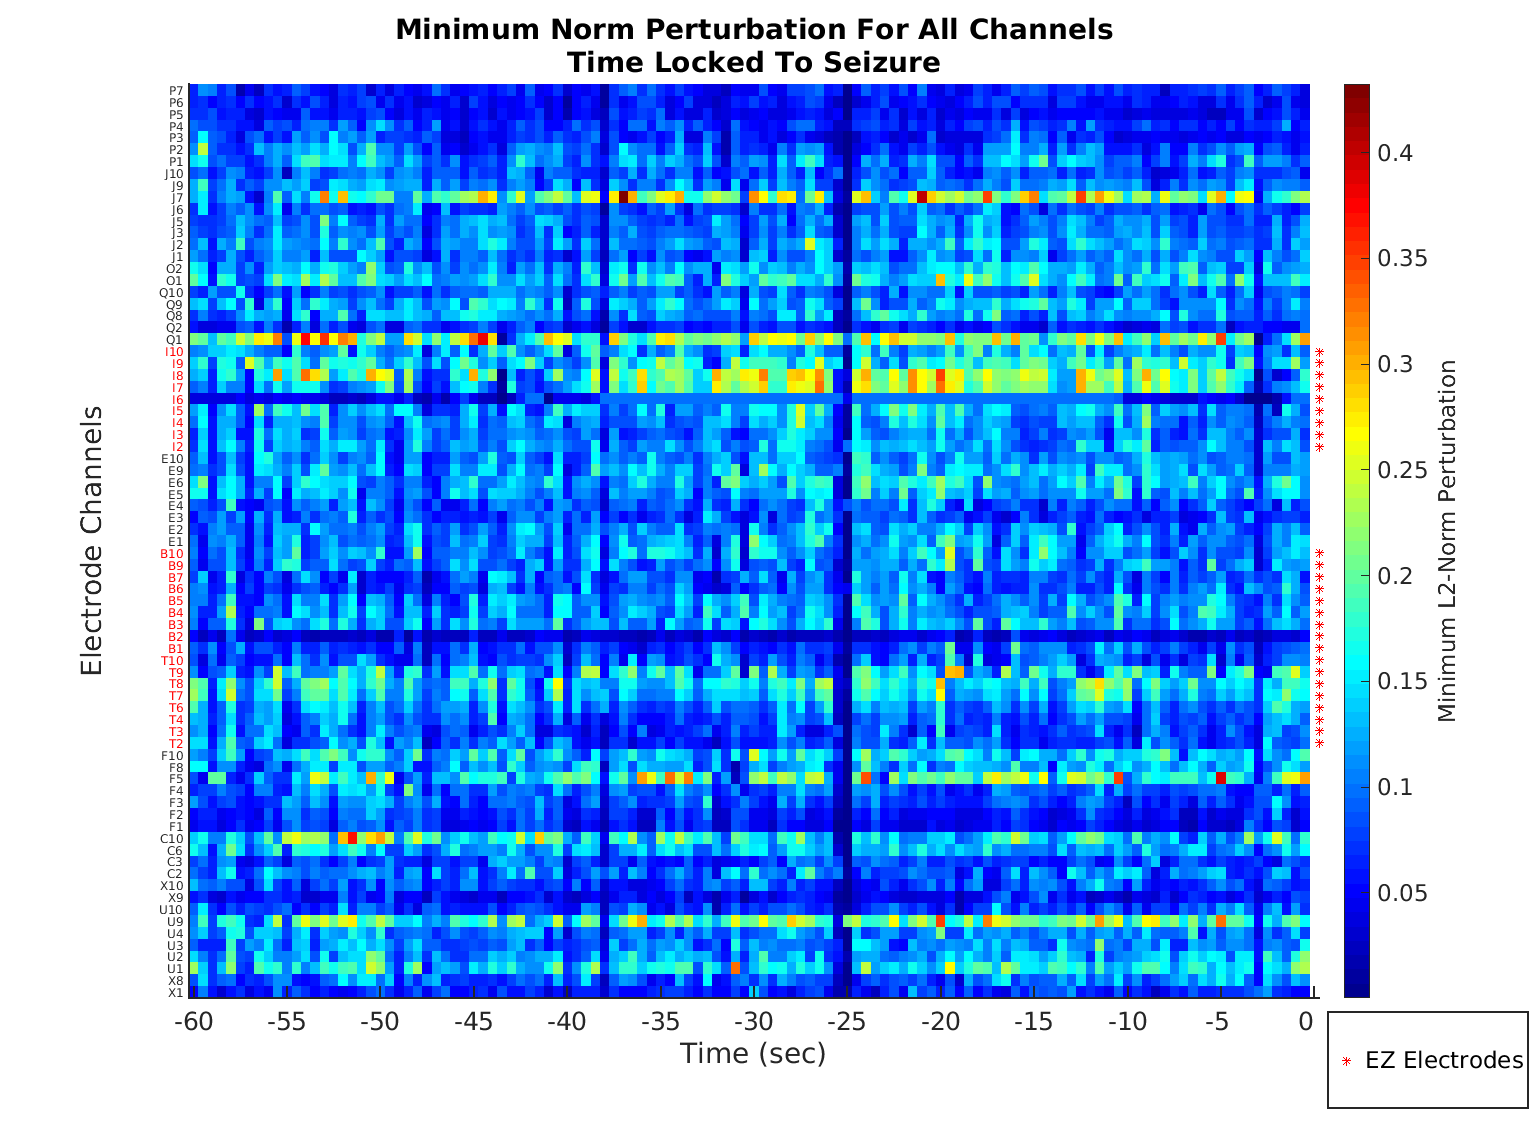 Minimum Norm Perturbation For All Channels
Time Locked To Seizure
Electrode Channels
P7
P6
P5
P4
P3
P2
P1
J10
J9
J7
J6
J5
J3
J2
J1
O2
O1
Q10
Q9
Q8
Q2
Q1
I10
I9
I8
I7
I6
I5
I4
I3
I2
E10
E9
E6
E5
E4
E3
E2
E1
B10
B9
B7
B6
B5
B4
B3
B2
B1
T10
T9
T8
T7
T6
T4
T3
T2
F10
F8
F5
F4
F3
F2
F1
C10
C6
C3
C2
X10
X9
U10
U9
U4
U3
U2
U1
X8
X1
-60 -55 -50 -45 -40 -35 -30 -25 -20 -15 -10 -5 0
Time (sec)
0.4
0.35
0.3
0.25
0.2
0.15
0.1
0.05
Minimum L2-Norm Perturbation
EZ Electrodes